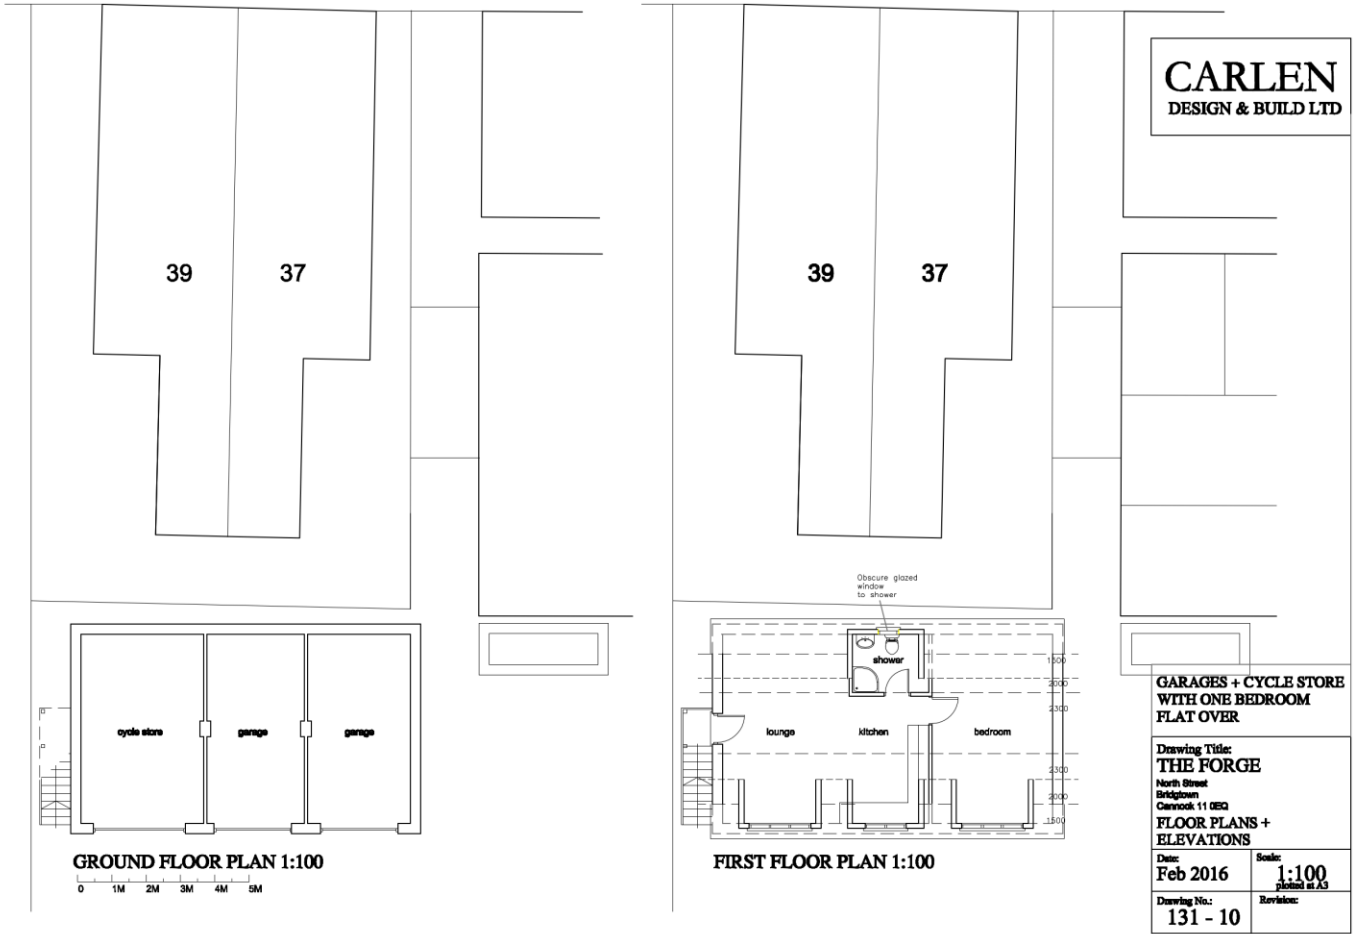 CARLEN
DESIGN & BUILD LTD
39
37
39
37
Obscure glazed
window
to shower
shower
1500
2000
2300
cycle store
garage
garage
lounge
kitchen
bedroom
2300
2000
1500
GROUND FLOOR PLAN 1:100
0 1M 2M 3M 4M 5M
FIRST FLOOR PLAN 1:100
GARAGES + CYCLE STORE
WITH ONE BEDROOM
FLAT OVER
Drawing Title:
THE FORGE
North Street
Bridgtown
Cannock 11 0EQ
FLOOR PLANS +
ELEVATIONS
Date:
Feb 2016
Scale:
1:100
plotted at A3
Drawing No.:
131 - 10
Revision: